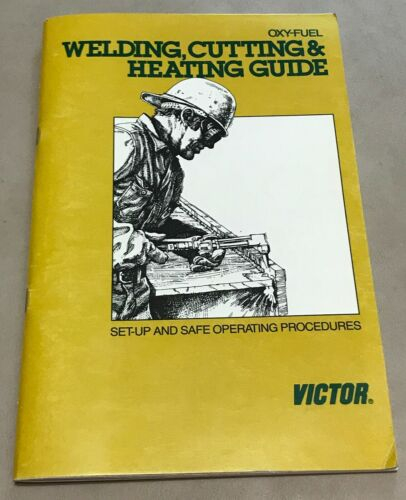 OXY-FUEL
WELDING, CUTTING &
HEATING GUIDE
SET-UP AND SAFE OPERATING PROCEDURES
VICTOR®